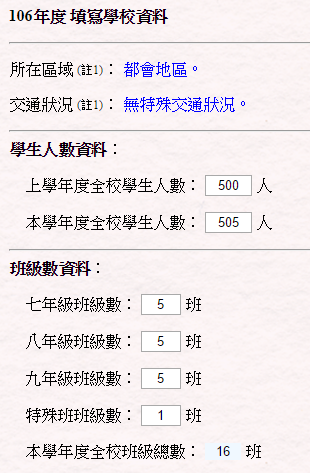 106年度 填寫學校資料
所在區域 (註1)： 都會地區。
交通狀況 (註1)： 無特殊交通狀況。
學生人數資料：
上學年度全校學生人數： 500 人
本學年度全校學生人數： 505 人
班級數資料：
七年級班級數： 5 班
八年級班級數： 5 班
九年級班級數： 5 班
特殊班班級數： 1 班
本學年度全校班級總數： 16 班